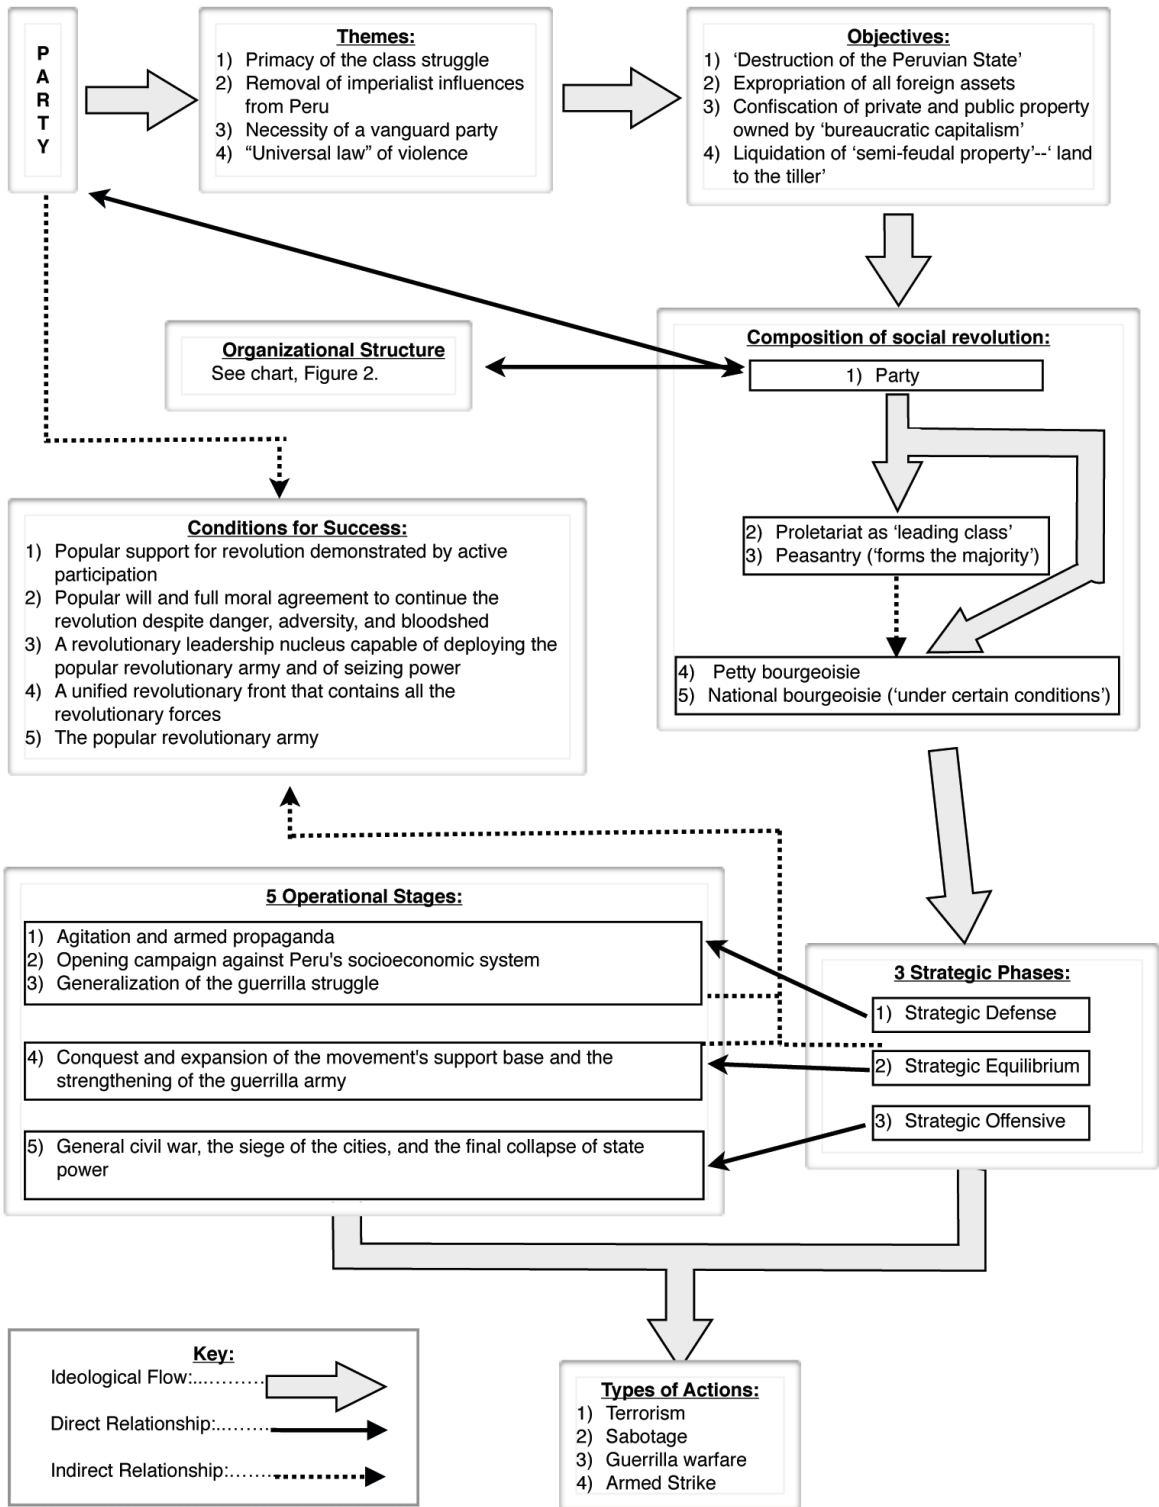 P
A
R
T
Y
Themes:
1) Primacy of the class struggle
2) Removal of imperialist influences
from Peru
3) Necessity of a vanguard party
4) “Universal law” of violence
Objectives:
1) ‘Destruction of the Peruvian State’
2) Expropriation of all foreign assets
3) Confiscation of private and public property
owned by ‘bureaucratic capitalism’
4) Liquidation of ‘semi-feudal property’--‘ land
to the tiller’
Organizational Structure
See chart, Figure 2.
Composition of social revolution:
1) Party
2) Proletariat as ‘leading class’
3) Peasantry (‘forms the majority’)
4) Petty bourgeoisie
5) National bourgeoisie (‘under certain conditions’)
Conditions for Success:
1) Popular support for revolution demonstrated by active
participation
2) Popular will and full moral agreement to continue the
revolution despite danger, adversity, and bloodshed
3) A revolutionary leadership nucleus capable of deploying the
popular revolutionary army and of seizing power
4) A unified revolutionary front that contains all the
revolutionary forces
5) The popular revolutionary army
5 Operational Stages:
1) Agitation and armed propaganda
2) Opening campaign against Peru's socioeconomic system
3) Generalization of the guerrilla struggle
4) Conquest and expansion of the movement's support base and the
strengthening of the guerrilla army
5) General civil war, the siege of the cities, and the final collapse of state
power
3 Strategic Phases:
1) Strategic Defense
2) Strategic Equilibrium
3) Strategic Offensive
Key:
Ideological Flow:...………
Direct Relationship:...……
Indirect Relationship:……..
Types of Actions:
1) Terrorism
2) Sabotage
3) Guerrilla warfare
4) Armed Strike